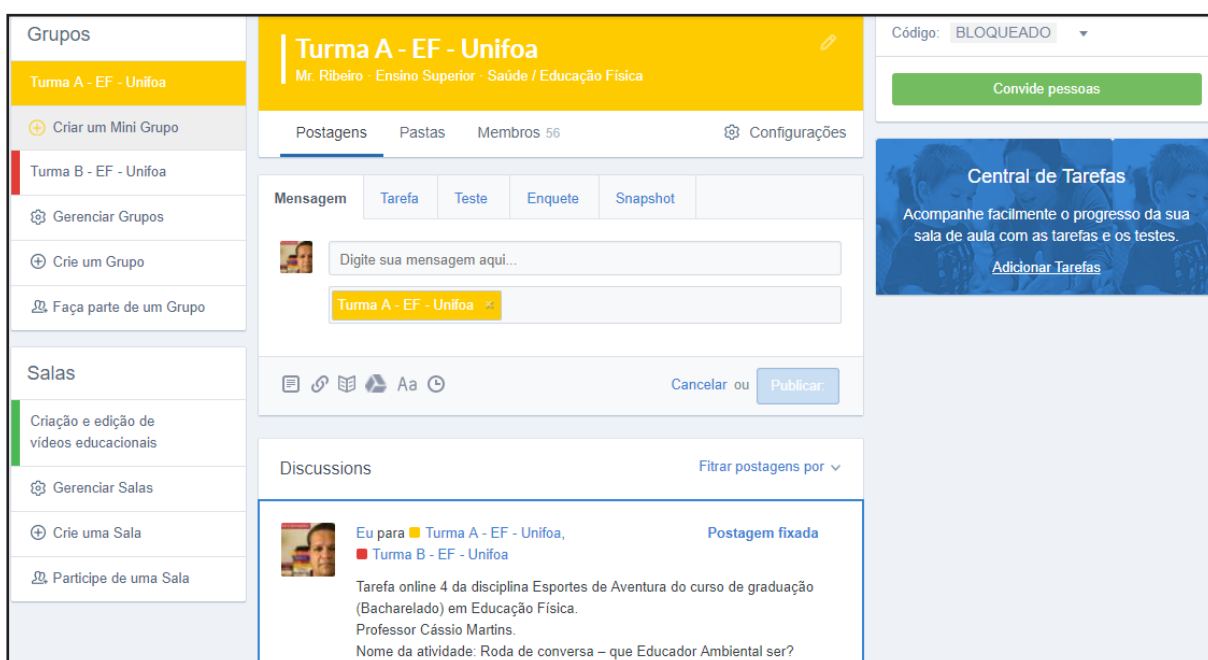 Grupos
Turma A - EF - Unifoa
Criar um Mini Grupo
Turma B - EF - Unifoa
Gerenciar Grupos
Crie um Grupo
Faça parte de um Grupo
Salas
Criação e edição de
vídeos educacionais
Gerenciar Salas
Crie uma Sala
Participe de uma Sala
Turma A - EF - Unifoa
Mr. Ribeiro · Ensino Superior · Saúde / Educação Física
Postagens Pastas Membros 56 Configurações
Mensagem Tarefa Teste Enquete Snapshot
Digite sua mensagem aqui...
Turma A - EF - Unifoa
Aa
Cancelar ou Publicar:
Discussions Fitrar postagens por
Eu para Turma A - EF - Unifoa, Postagem fixada
Turma B - EF - Unifoa
Tarefa online 4 da disciplina Esportes de Aventura do curso de graduação
(Bacharelado) em Educação Física.
Professor Cássio Martins.
Nome da atividade: Roda de conversa – que Educador Ambiental ser?
Código: BLOQUEADO
Convide pessoas
Central de Tarefas
Acompanhe facilmente o progresso da sua
sala de aula com as tarefas e os testes.
Adicionar Tarefas